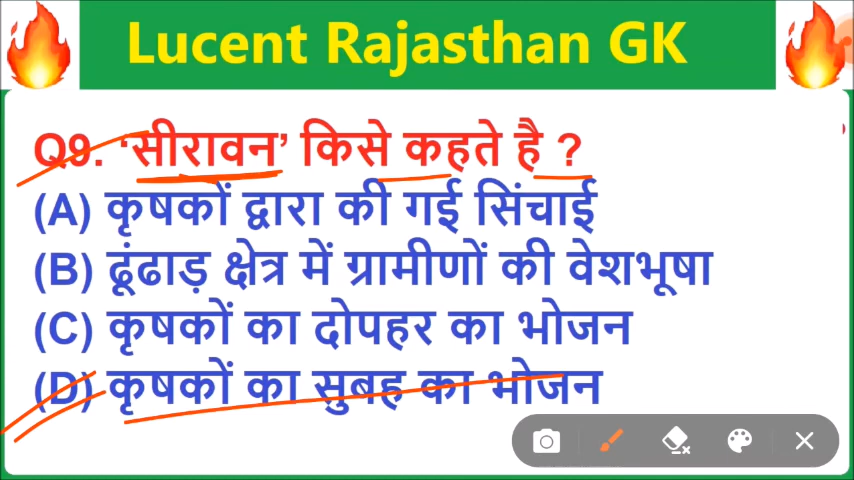 Lucent Rajasthan GK
Q9. ‘सीरावन’ किसे कहते है ?
(A) कृषकों द्वारा की गई सिंचाई
(B) ढूंढाड़ क्षेत्र में ग्रामीणों की वेशभूषा
(C) कृषकों का दोपहर का भोजन
(D) कृषकों का सुबह का भोजन